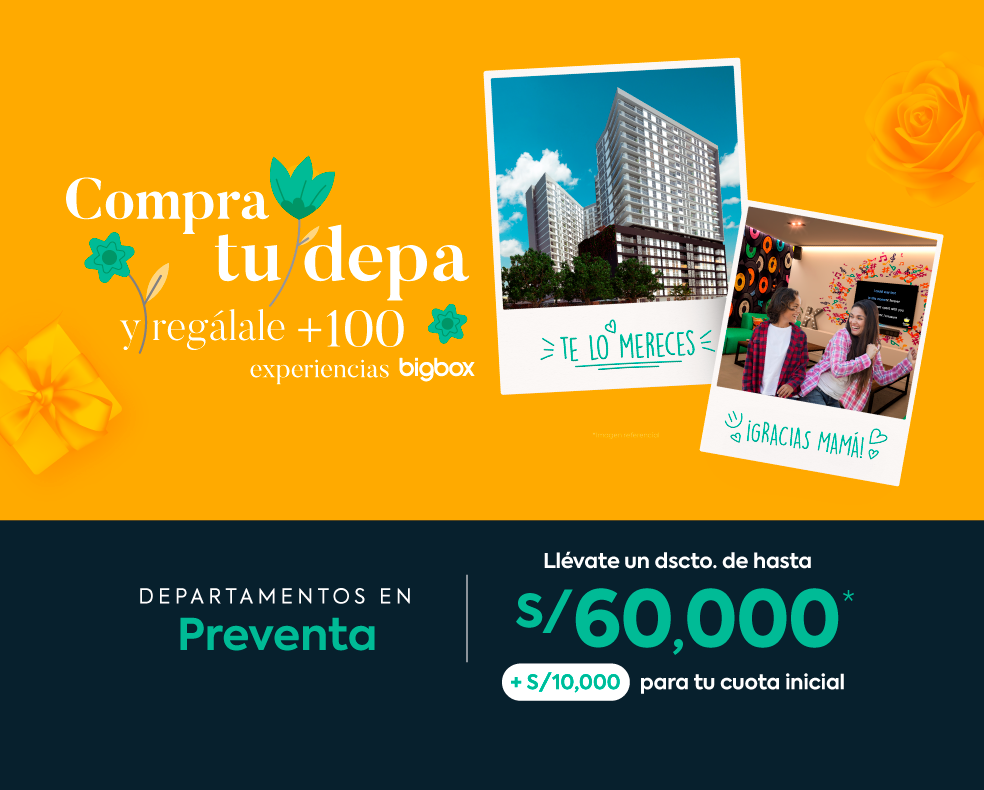 Compra
tu depa
y regálale +100
experiencias bigbox
TE LO MERECES
¡GRACIAS MAMÁ!
DEPARTAMENTOS EN
Preventa
Llévate un dscto. de hasta
S/60,000*
+ S/10,000 para tu cuota inicial